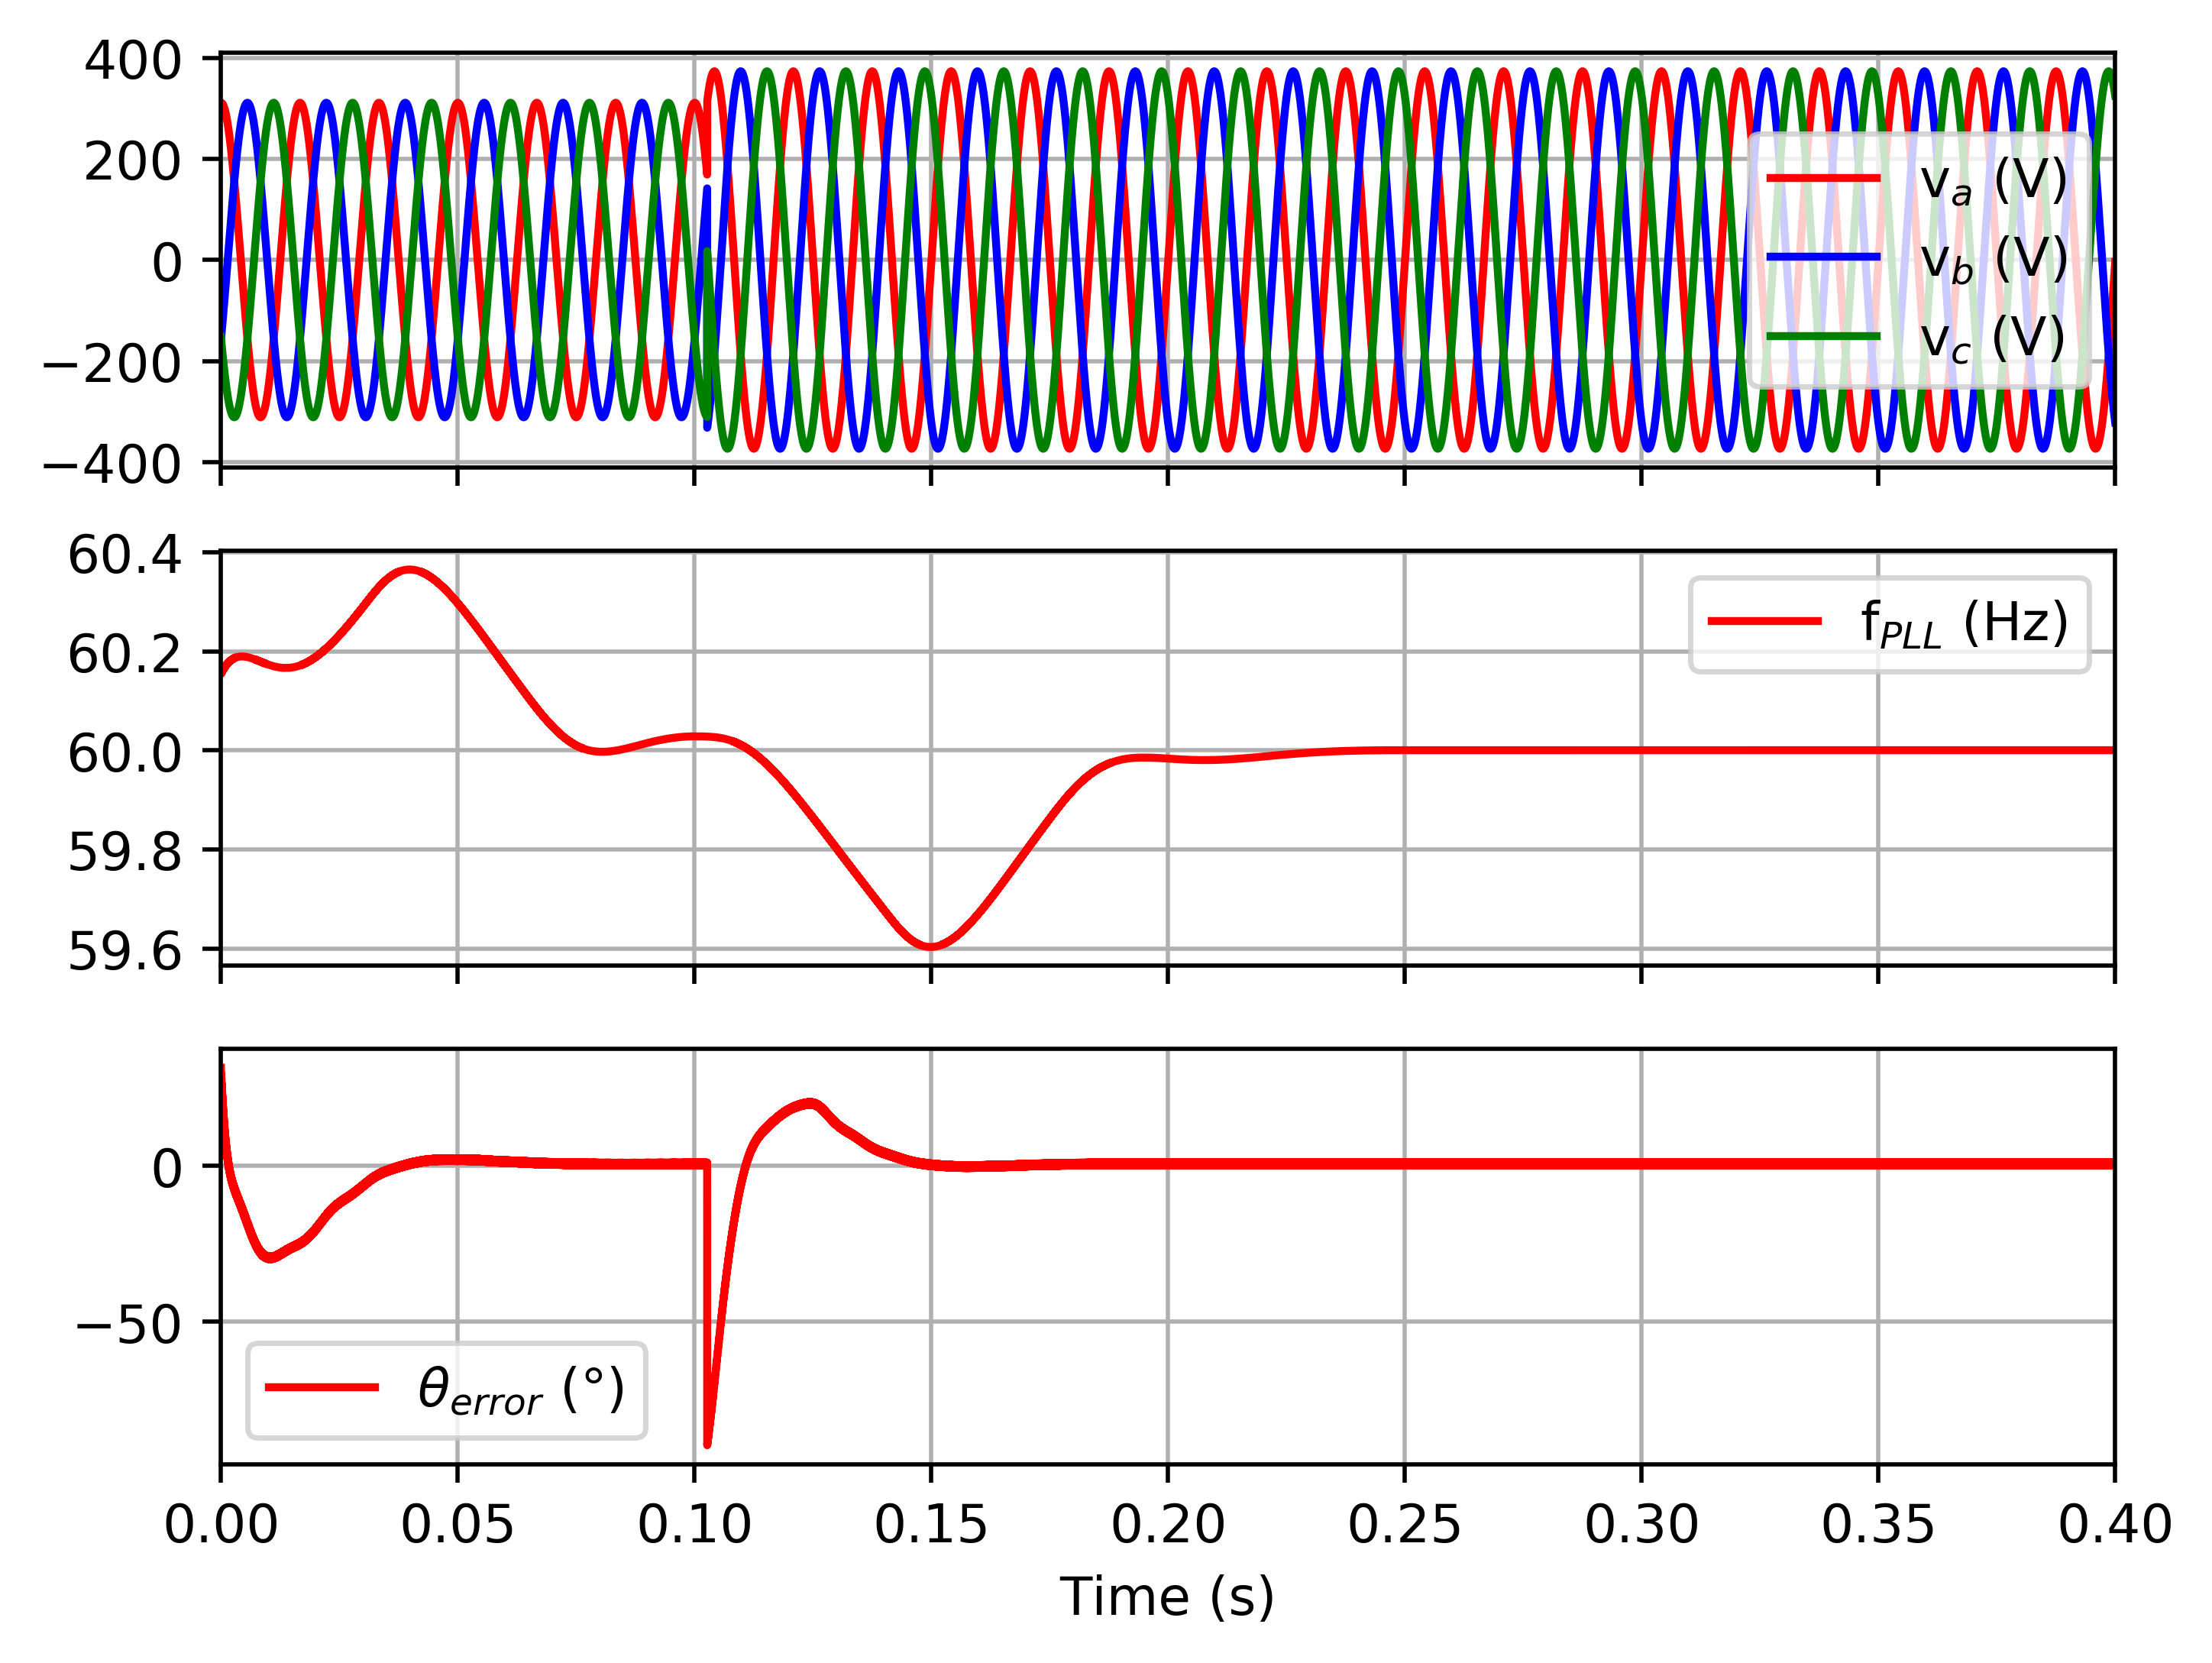 400
200
0
−200
−400
v_a (V)
v_b (V)
v_c (V)
60.4
60.2
60.0
59.8
59.6
f_PLL (Hz)
0
−50
θ_error (°)
0.00 0.05 0.10 0.15 0.20 0.25 0.30 0.35 0.40
Time (s)